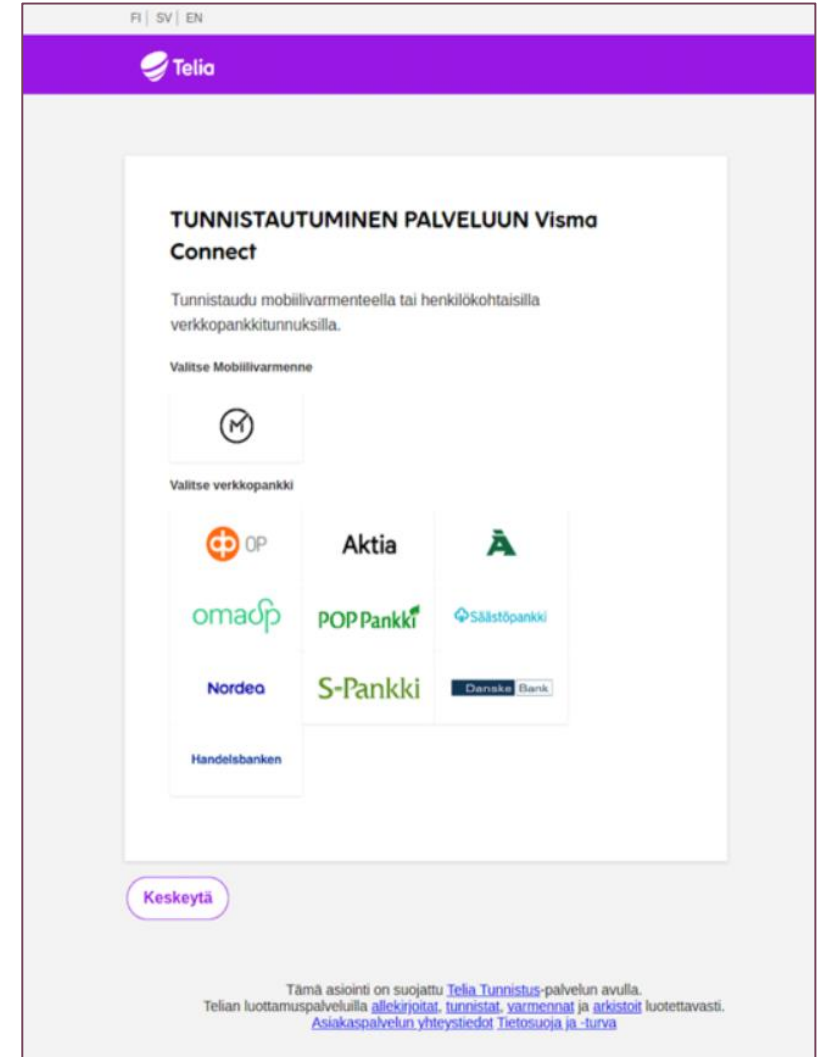 FI | SV | EN
Telia
TUNNISTAUTUMINEN PALVELUUN Visma
Connect
Tunnistaudu mobiilivarmenteella tai henkilökohtaisilla
verkkopankkitunnuksilla.
Valitse Mobiilivarmenne
M
Valitse verkkopankki
OP Aktia Å
omasp POP Pankki Säästöpankki
Nordea S-Pankki Danske Bank
Handelsbanken
Keskeytä
Tämä asiointi on suojattu Telia Tunnistus-palvelun avulla.
Telian luottamuspalveluilla allekirjoitat, tunnistat, varmennat ja arkistoit luotettavasti.
Asiakaspalvelun yhteystiedot Tietosuoja ja -turva